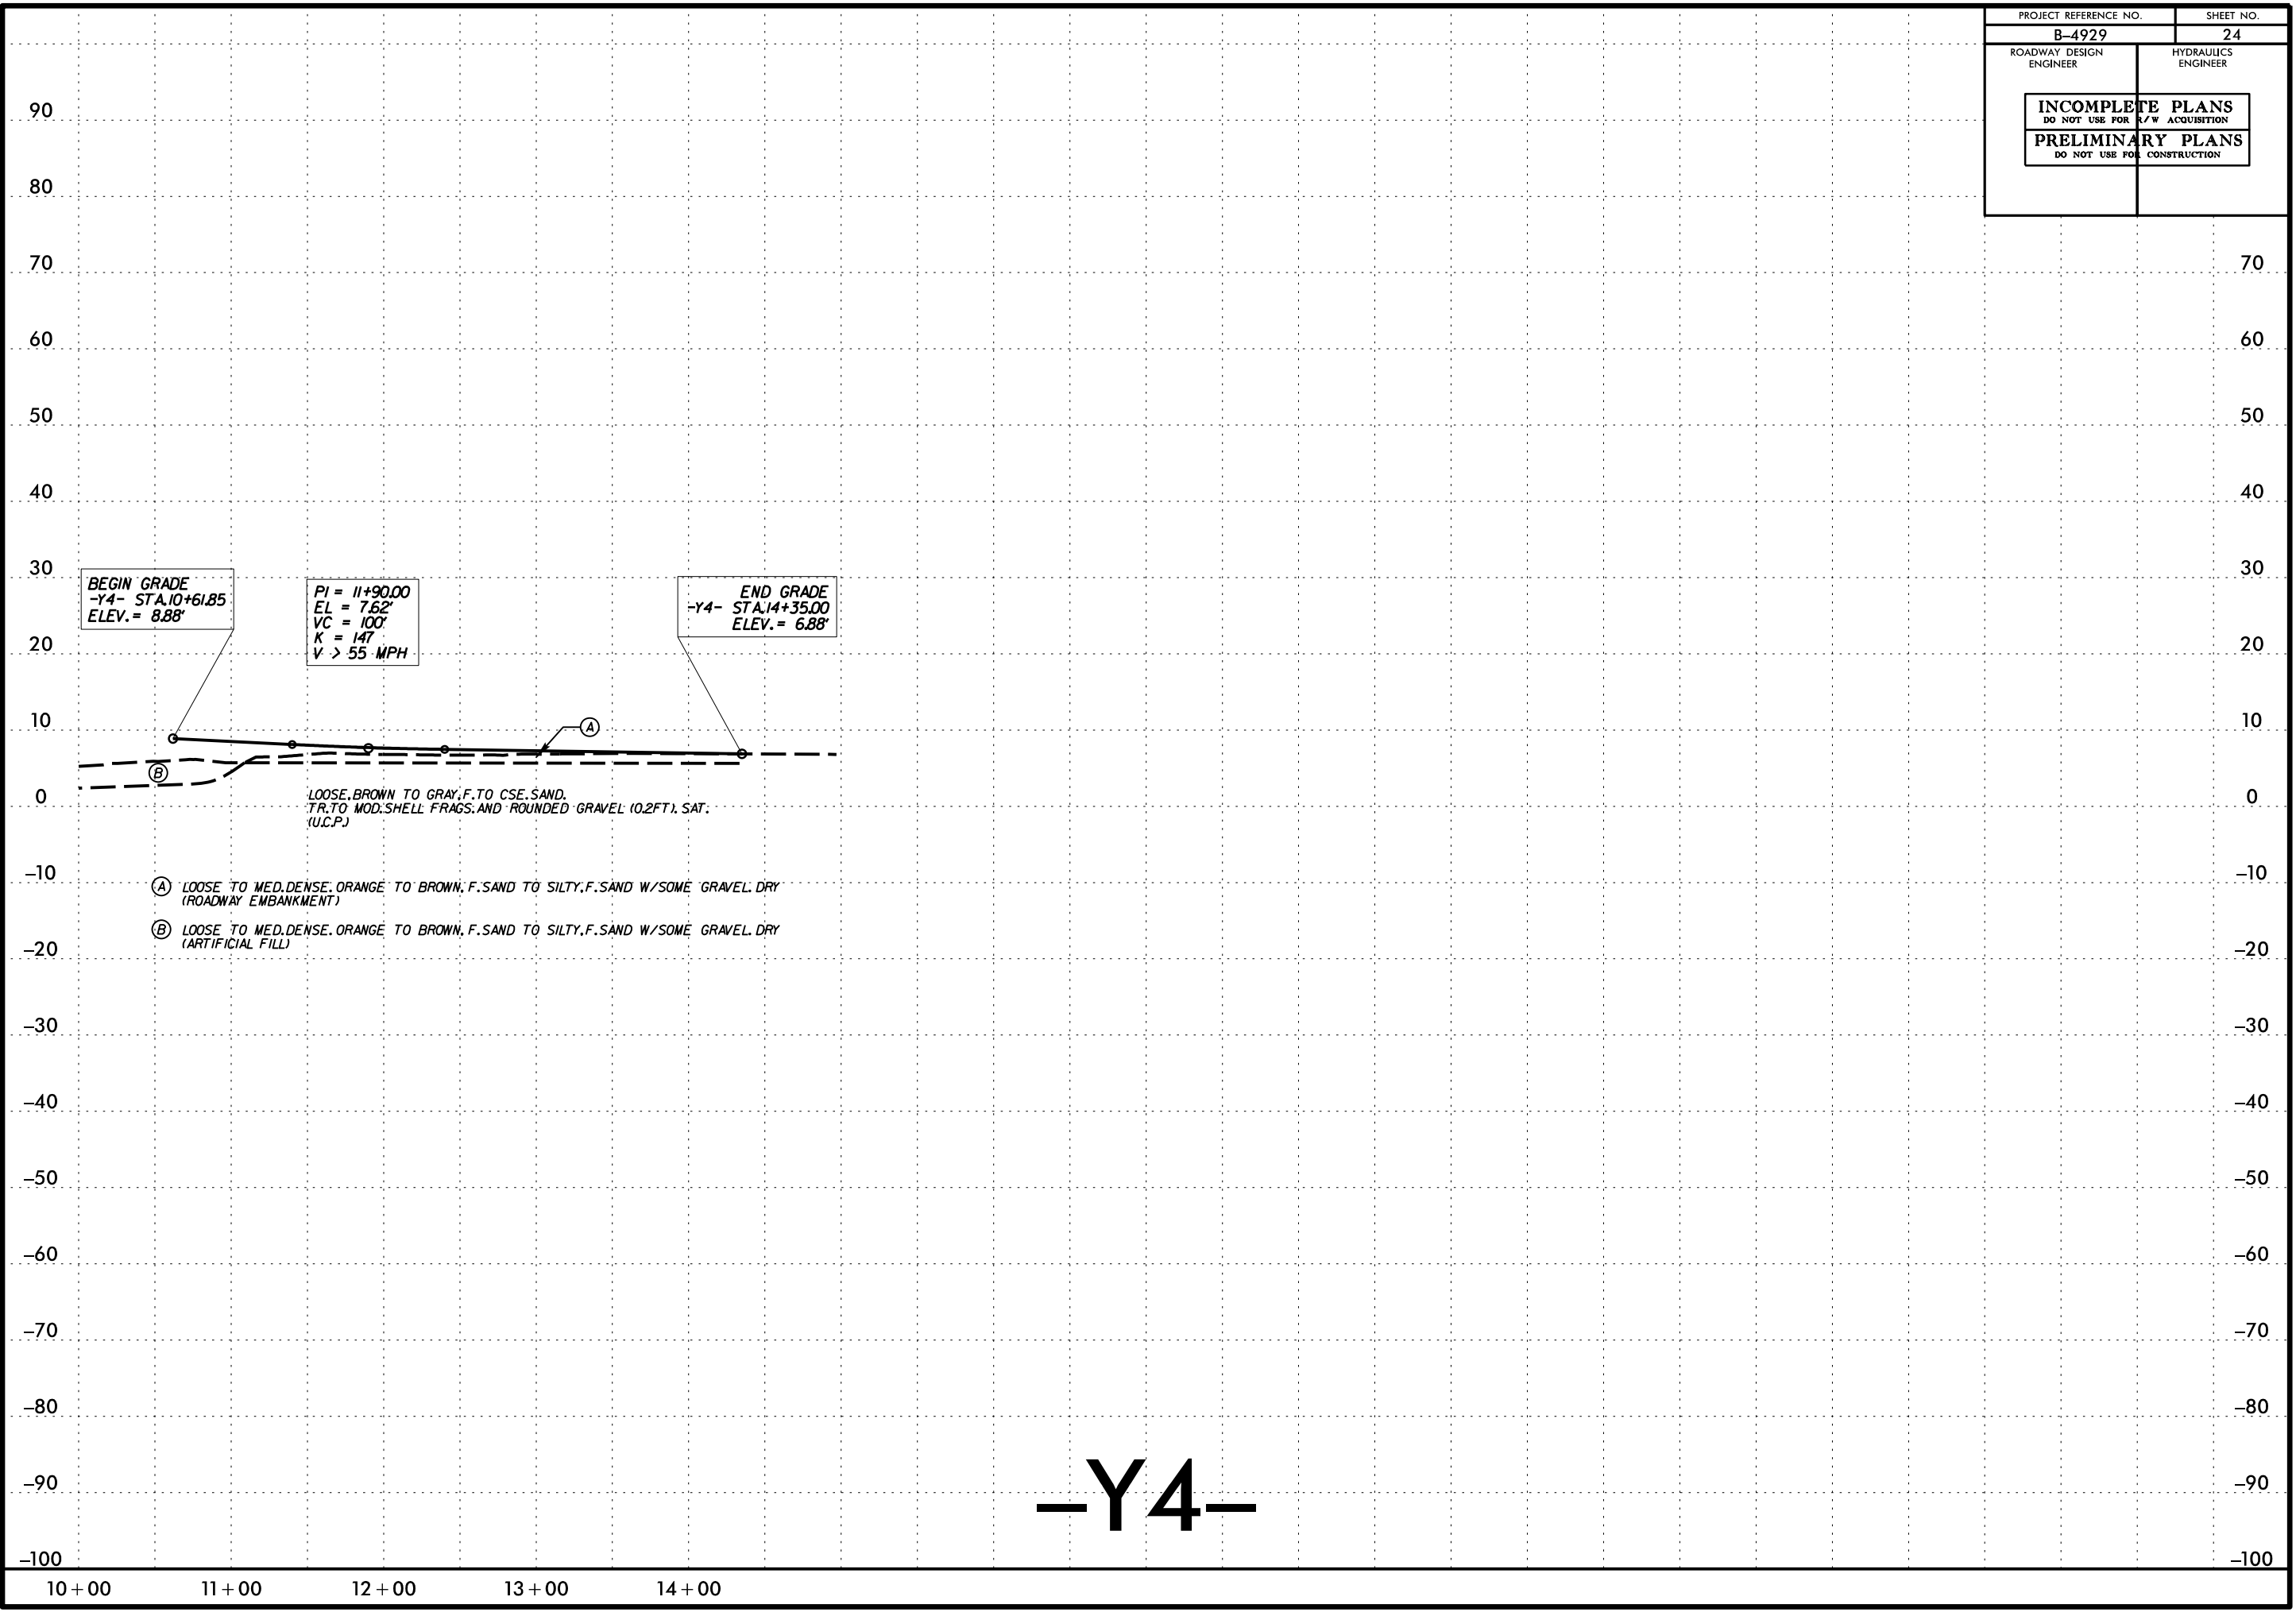 PROJECT REFERENCE NO. SHEET NO.
B–4929 24
ROADWAY DESIGN ENGINEER
HYDRAULICS ENGINEER
INCOMPLETE PLANS
DO NOT USE FOR R/W ACQUISITION
PRELIMINARY PLANS
DO NOT USE FOR CONSTRUCTION
90
80
70 70
60 60
50 50
40 40
30 30
BEGIN GRADE
-Y4- STA.10+61.85
ELEV. = 8.88'
PI = 11+90.00
EL = 7.62'
VC = 100'
K = 147
V > 55 MPH
END GRADE
-Y4- STA.14+35.00
ELEV. = 6.88'
20 20
10 10
A
B
0 0
LOOSE, BROWN TO GRAY, F. TO CSE. SAND.
TR. TO MOD. SHELL FRAGS. AND ROUNDED GRAVEL (0.2FT). SAT.
(U.C.P.)
–10 –10
A LOOSE TO MED. DENSE. ORANGE TO BROWN, F. SAND TO SILTY, F. SAND W/SOME GRAVEL. DRY
(ROADWAY EMBANKMENT)
B LOOSE TO MED. DENSE. ORANGE TO BROWN, F. SAND TO SILTY, F. SAND W/SOME GRAVEL. DRY
(ARTIFICIAL FILL)
–20 –20
–30 –30
–40 –40
–50 –50
–60 –60
–70 –70
–80 –80
–90 –90
–Y4–
–100 –100
10+00 11+00 12+00 13+00 14+00